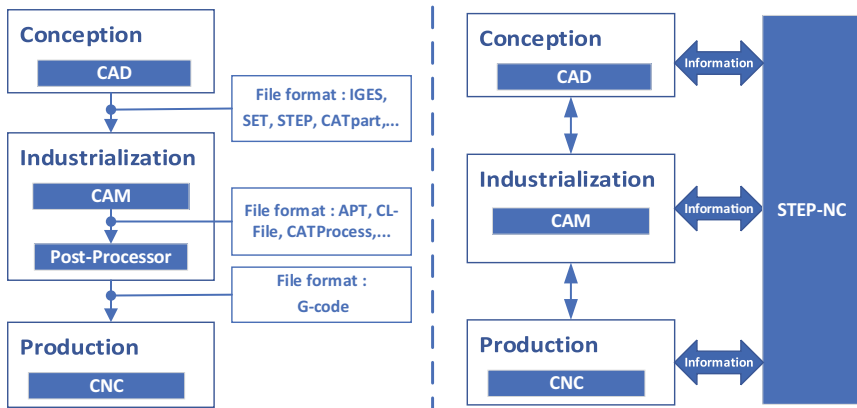 Conception
CAD
File format : IGES,
SET, STEP, CATpart,...
Industrialization
CAM
File format : APT, CL-
File, CATProcess,...
Post-Processor
File format :
G-code
Production
CNC
Conception
CAD
Information
Industrialization
CAM
Information
STEP-NC
Production
CNC
Information